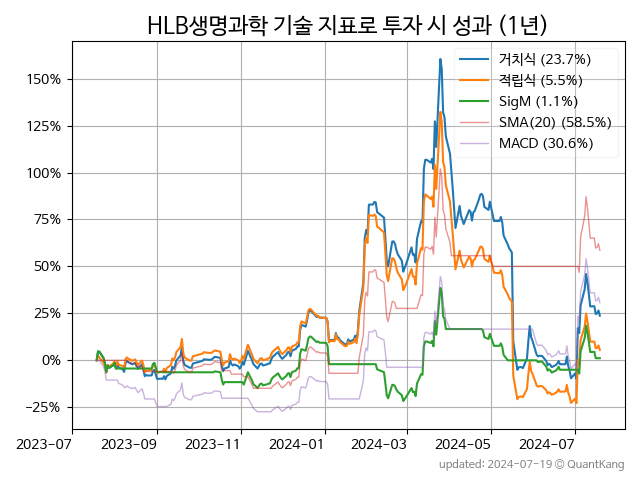 HLB생명과학 기술 지표로 투자 시 성과 (1년)
거치식 (23.7%)
적립식 (5.5%)
SigM (1.1%)
SMA(20) (58.5%)
MACD (30.6%)
150%
125%
100%
75%
50%
25%
0%
−25%
2023-07
2023-09
2023-11
2024-01
2024-03
2024-05
2024-07
updated: 2024-07-19 @ QuantKang